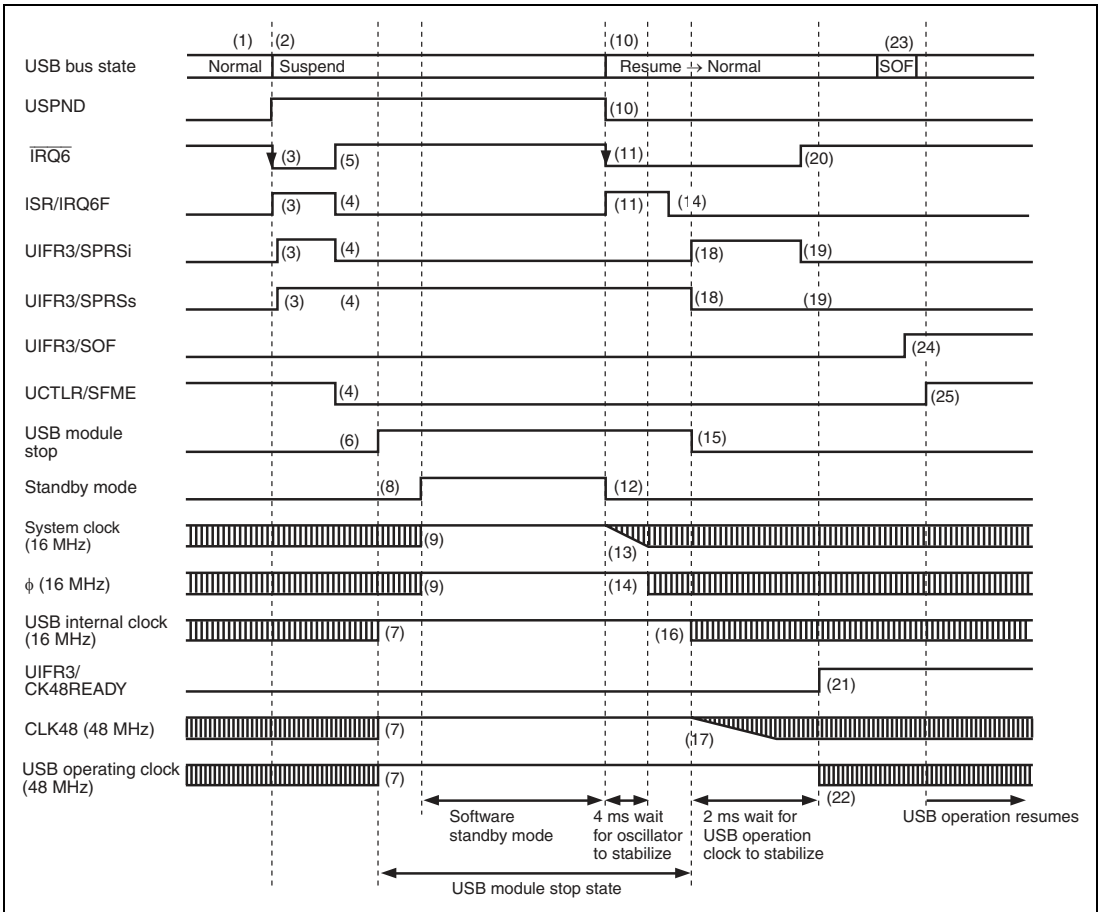 (1) (2) (10) (23)
USB bus state Normal Suspend Resume → Normal SOF
USPND (10)
IRQ6 (3) (5) (11) (20)
ISR/IRQ6F (3) (4) (11) (14)
UIFR3/SPRSi (3) (4) (18) (19)
UIFR3/SPRSs (3) (4) (18) (19)
UIFR3/SOF (24)
UCTLR/SFME (4) (25)
USB module
stop (6) (15)
Standby mode (8) (12)
System clock
(16 MHz) (9) (13)
ϕ (16 MHz) (9) (14)
USB internal clock
(16 MHz) (7) (16)
UIFR3/
CK48READY (21)
CLK48 (48 MHz) (7) (17)
USB operating clock
(48 MHz) (7) (22)
Software
standby mode
4 ms wait
for oscillator
to stabilize
2 ms wait for
USB operation
clock to stabilize
USB operation resumes
USB module stop state